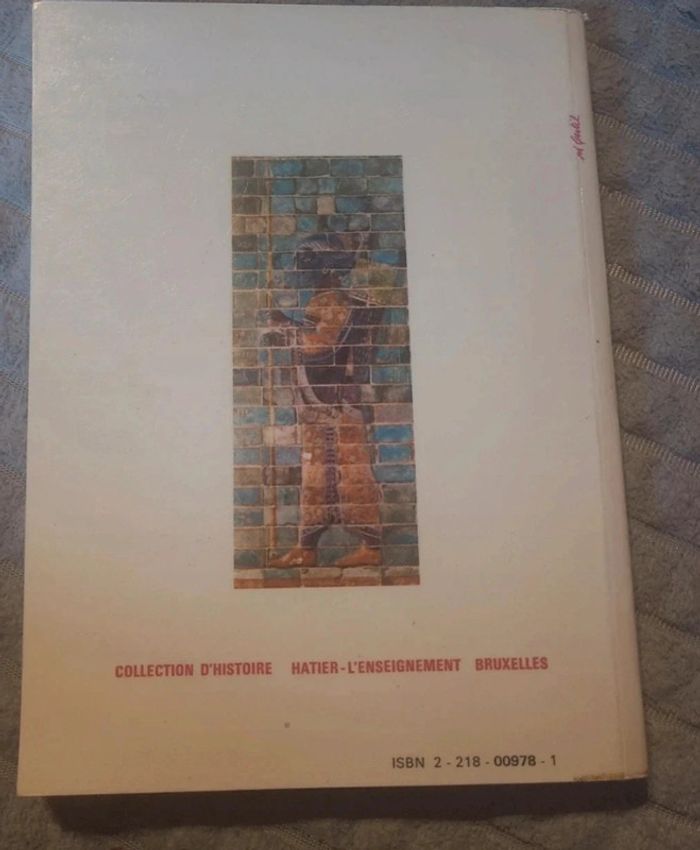 COLLECTION D'HISTOIRE HATIER-L'ENSEIGNEMENT BRUXELLES
ISBN 2 - 218 - 00978 - 1